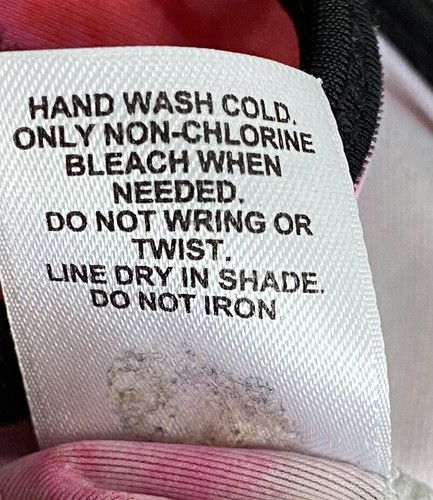 HAND WASH COLD.
ONLY NON-CHLORINE
BLEACH WHEN
NEEDED.
DO NOT WRING OR
TWIST.
LINE DRY IN SHADE.
DO NOT IRON